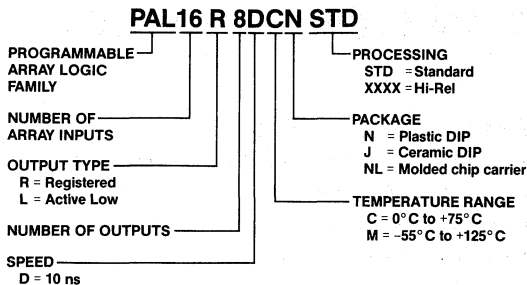 PAL16 R 8DCN STD
PROGRAMMABLE
ARRAY LOGIC
FAMILY
NUMBER OF
ARRAY INPUTS
OUTPUT TYPE
R = Registered
L = Active Low
NUMBER OF OUTPUTS
SPEED
D = 10 ns
PROCESSING
STD = Standard
XXXX = Hi-Rel
PACKAGE
N = Plastic DIP
J = Ceramic DIP
NL = Molded chip carrier
TEMPERATURE RANGE
C = 0°C to +75°C
M = -55°C to +125°C